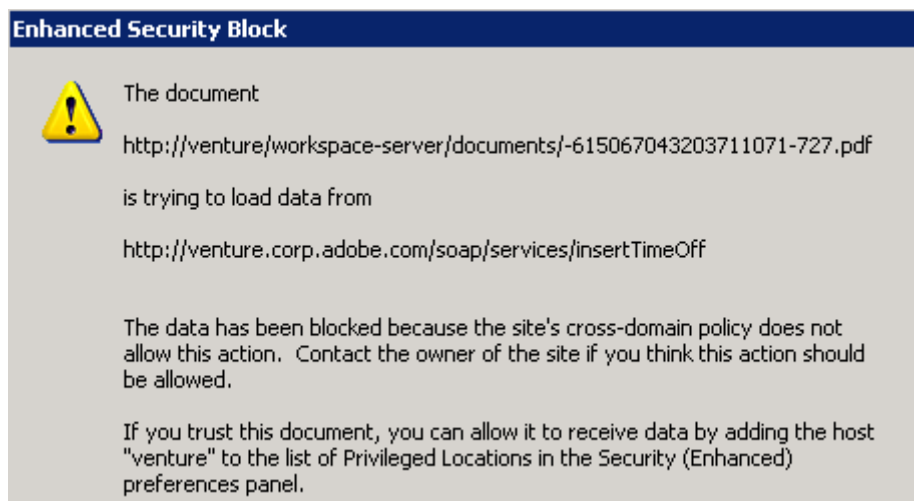 Enhanced Security Block
The document
http://venture/workspace-server/documents/-615067043203711071-727.pdf
is trying to load data from
http://venture.corp.adobe.com/soap/services/insertTimeOff
The data has been blocked because the site's cross-domain policy does not
allow this action.  Contact the owner of the site if you think this action should
be allowed.
If you trust this document, you can allow it to receive data by adding the host
"venture" to the list of Privileged Locations in the Security (Enhanced)
preferences panel.